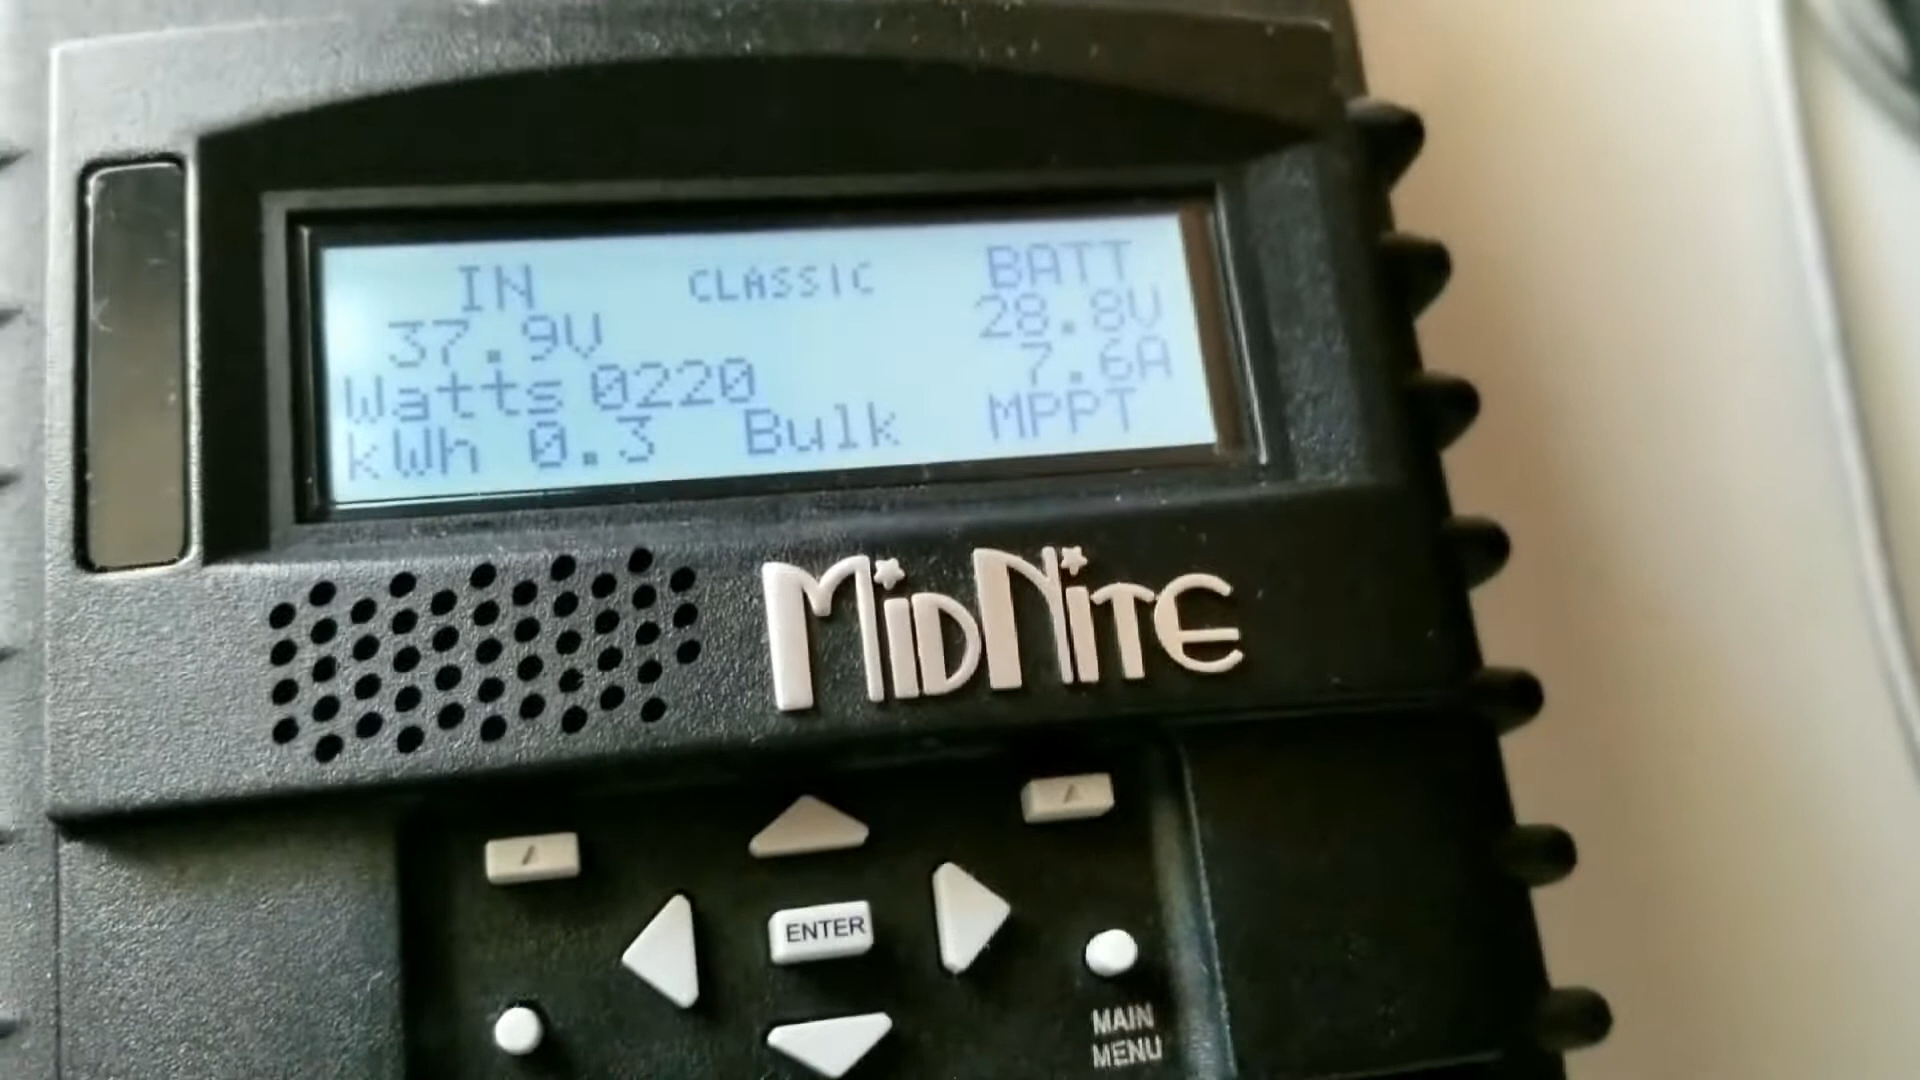 IN CLASSIC BATT
37.9V 28.8V
7.6A
Watts 0220
kWh 0.3 Bulk MPPT
MiDNiTE
ENTER
MAIN
MENU